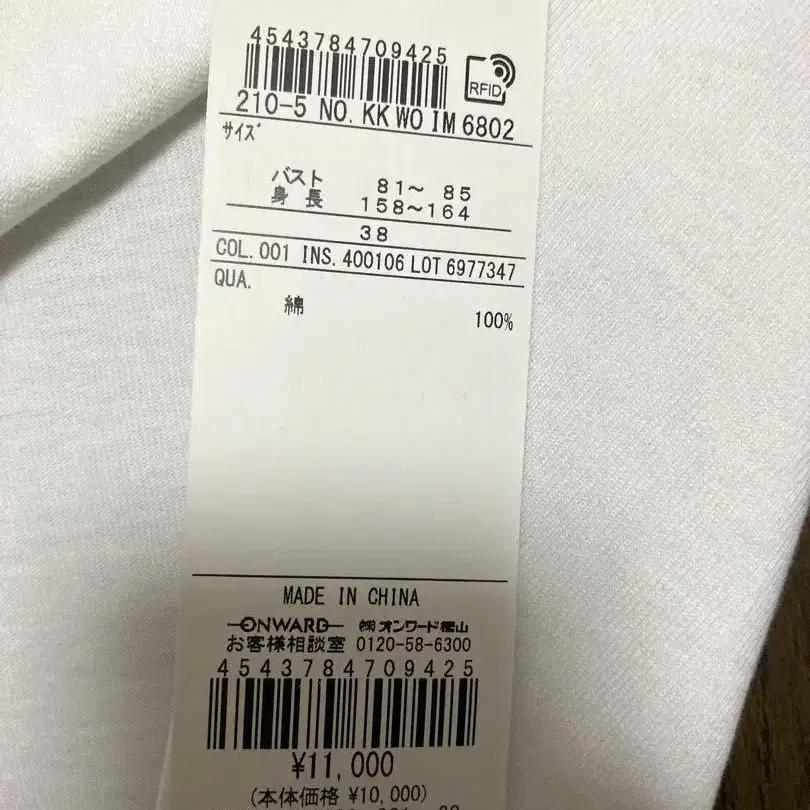 4543784709425
RFID
210-5 NO. KK WO IM 6802
サイズ
バスト 81～ 85
身 長 158～164
38
COL. 001 INS. 400106 LOT 6977347
QUA.
綿 100%
MADE IN CHINA
ONWARD ㈱オンワード樫山
お客様相談室 0120-58-6300
4543784709425
¥11,000
(本体価格 ¥10,000)